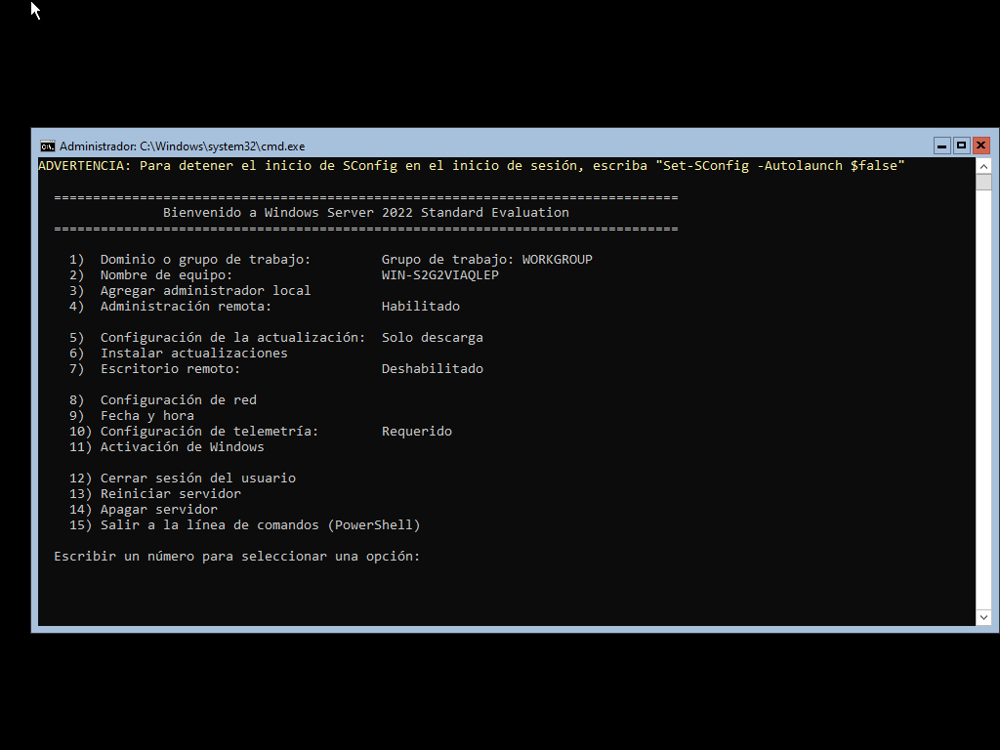 Administrador: C:\Windows\system32\cmd.exe
ADVERTENCIA: Para detener el inicio de SConfig en el inicio de sesión, escriba "Set-SConfig -Autolaunch $false"
================================================================================
Bienvenido a Windows Server 2022 Standard Evaluation
================================================================================
1) Dominio o grupo de trabajo: Grupo de trabajo: WORKGROUP
2) Nombre de equipo: WIN-S2G2VIAQLEP
3) Agregar administrador local
4) Administración remota: Habilitado
5) Configuración de la actualización: Solo descarga
6) Instalar actualizaciones
7) Escritorio remoto: Deshabilitado
8) Configuración de red
9) Fecha y hora
10) Configuración de telemetría: Requerido
11) Activación de Windows
12) Cerrar sesión del usuario
13) Reiniciar servidor
14) Apagar servidor
15) Salir a la línea de comandos (PowerShell)
Escribir un número para seleccionar una opción: